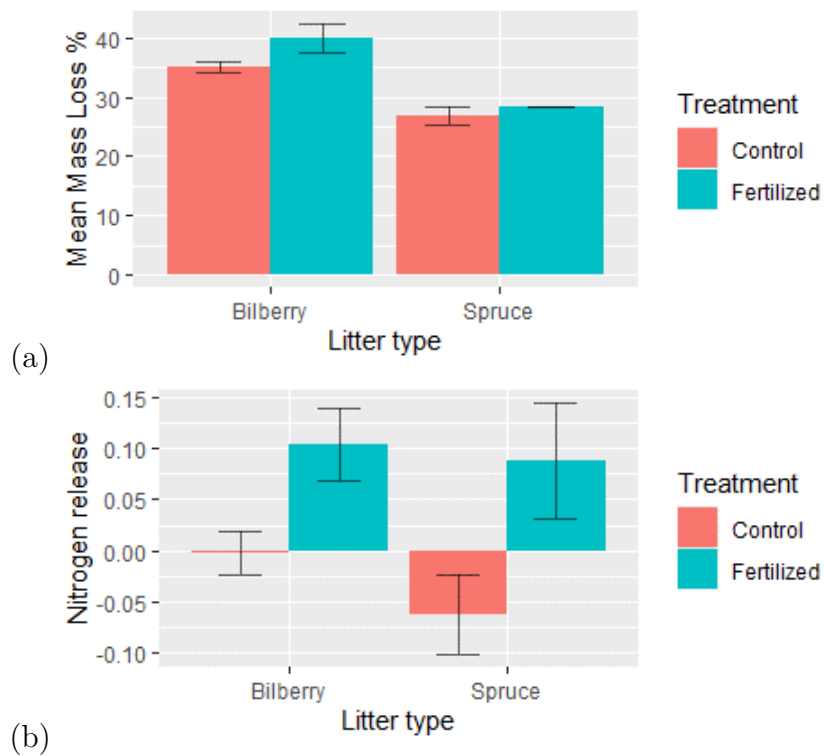 Mean Mass Loss %
40
30
20
10
0
Bilberry Spruce
Litter type
Treatment
Control
Fertilized
(a)
Nitrogen release
0.15
0.10
0.05
0.00
-0.05
-0.10
Bilberry Spruce
Litter type
Treatment
Control
Fertilized
(b)